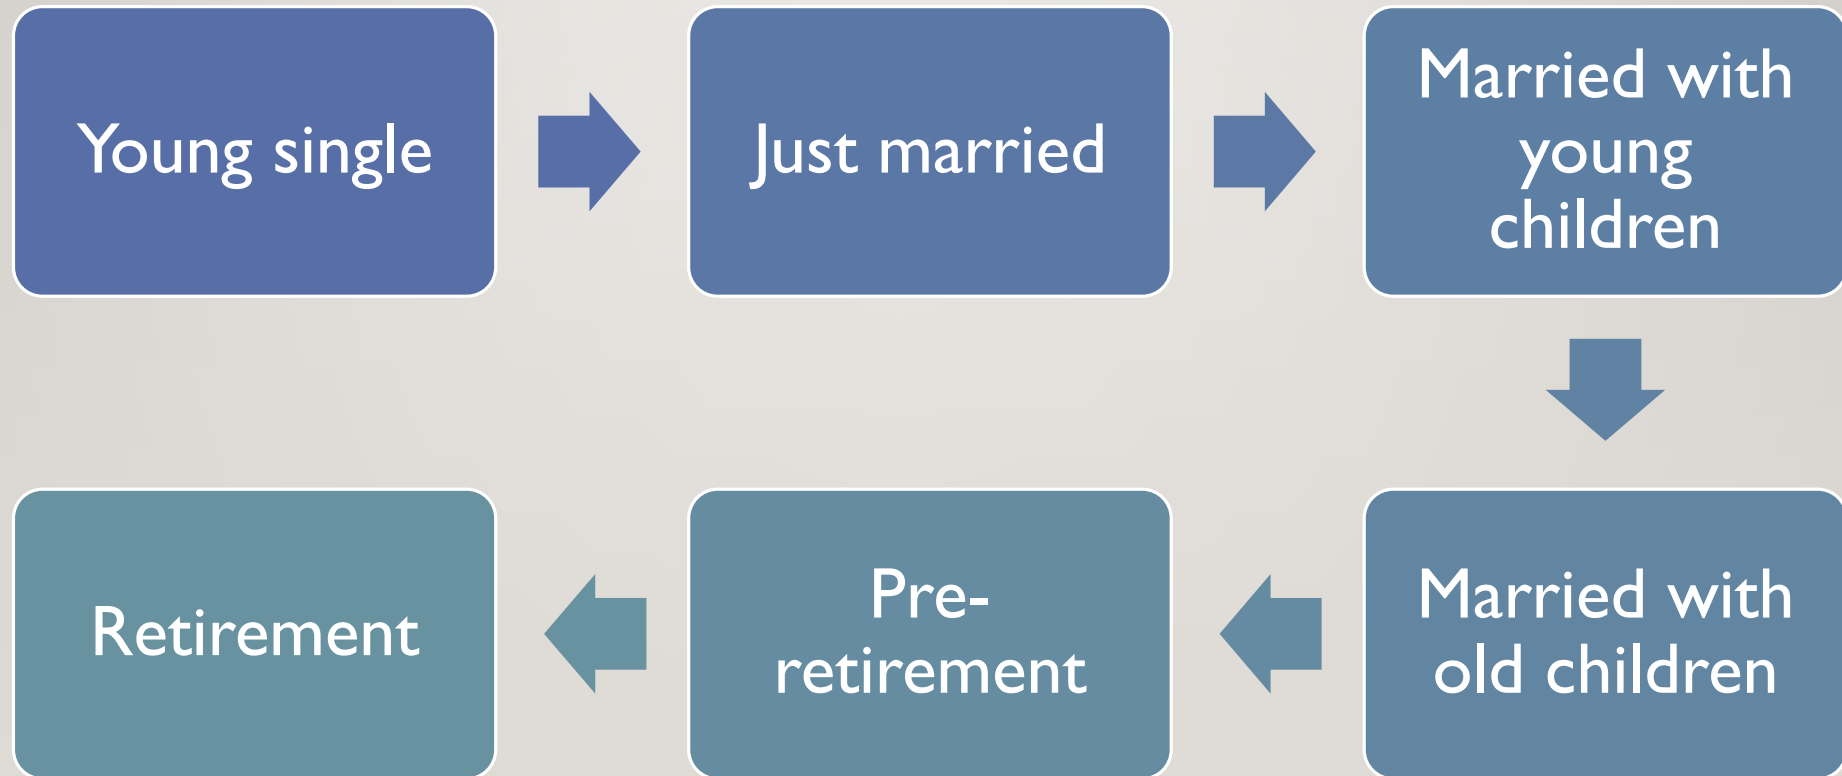 Young single
Just married
Married with
young
children
Married with
old children
Pre-
retirement
Retirement